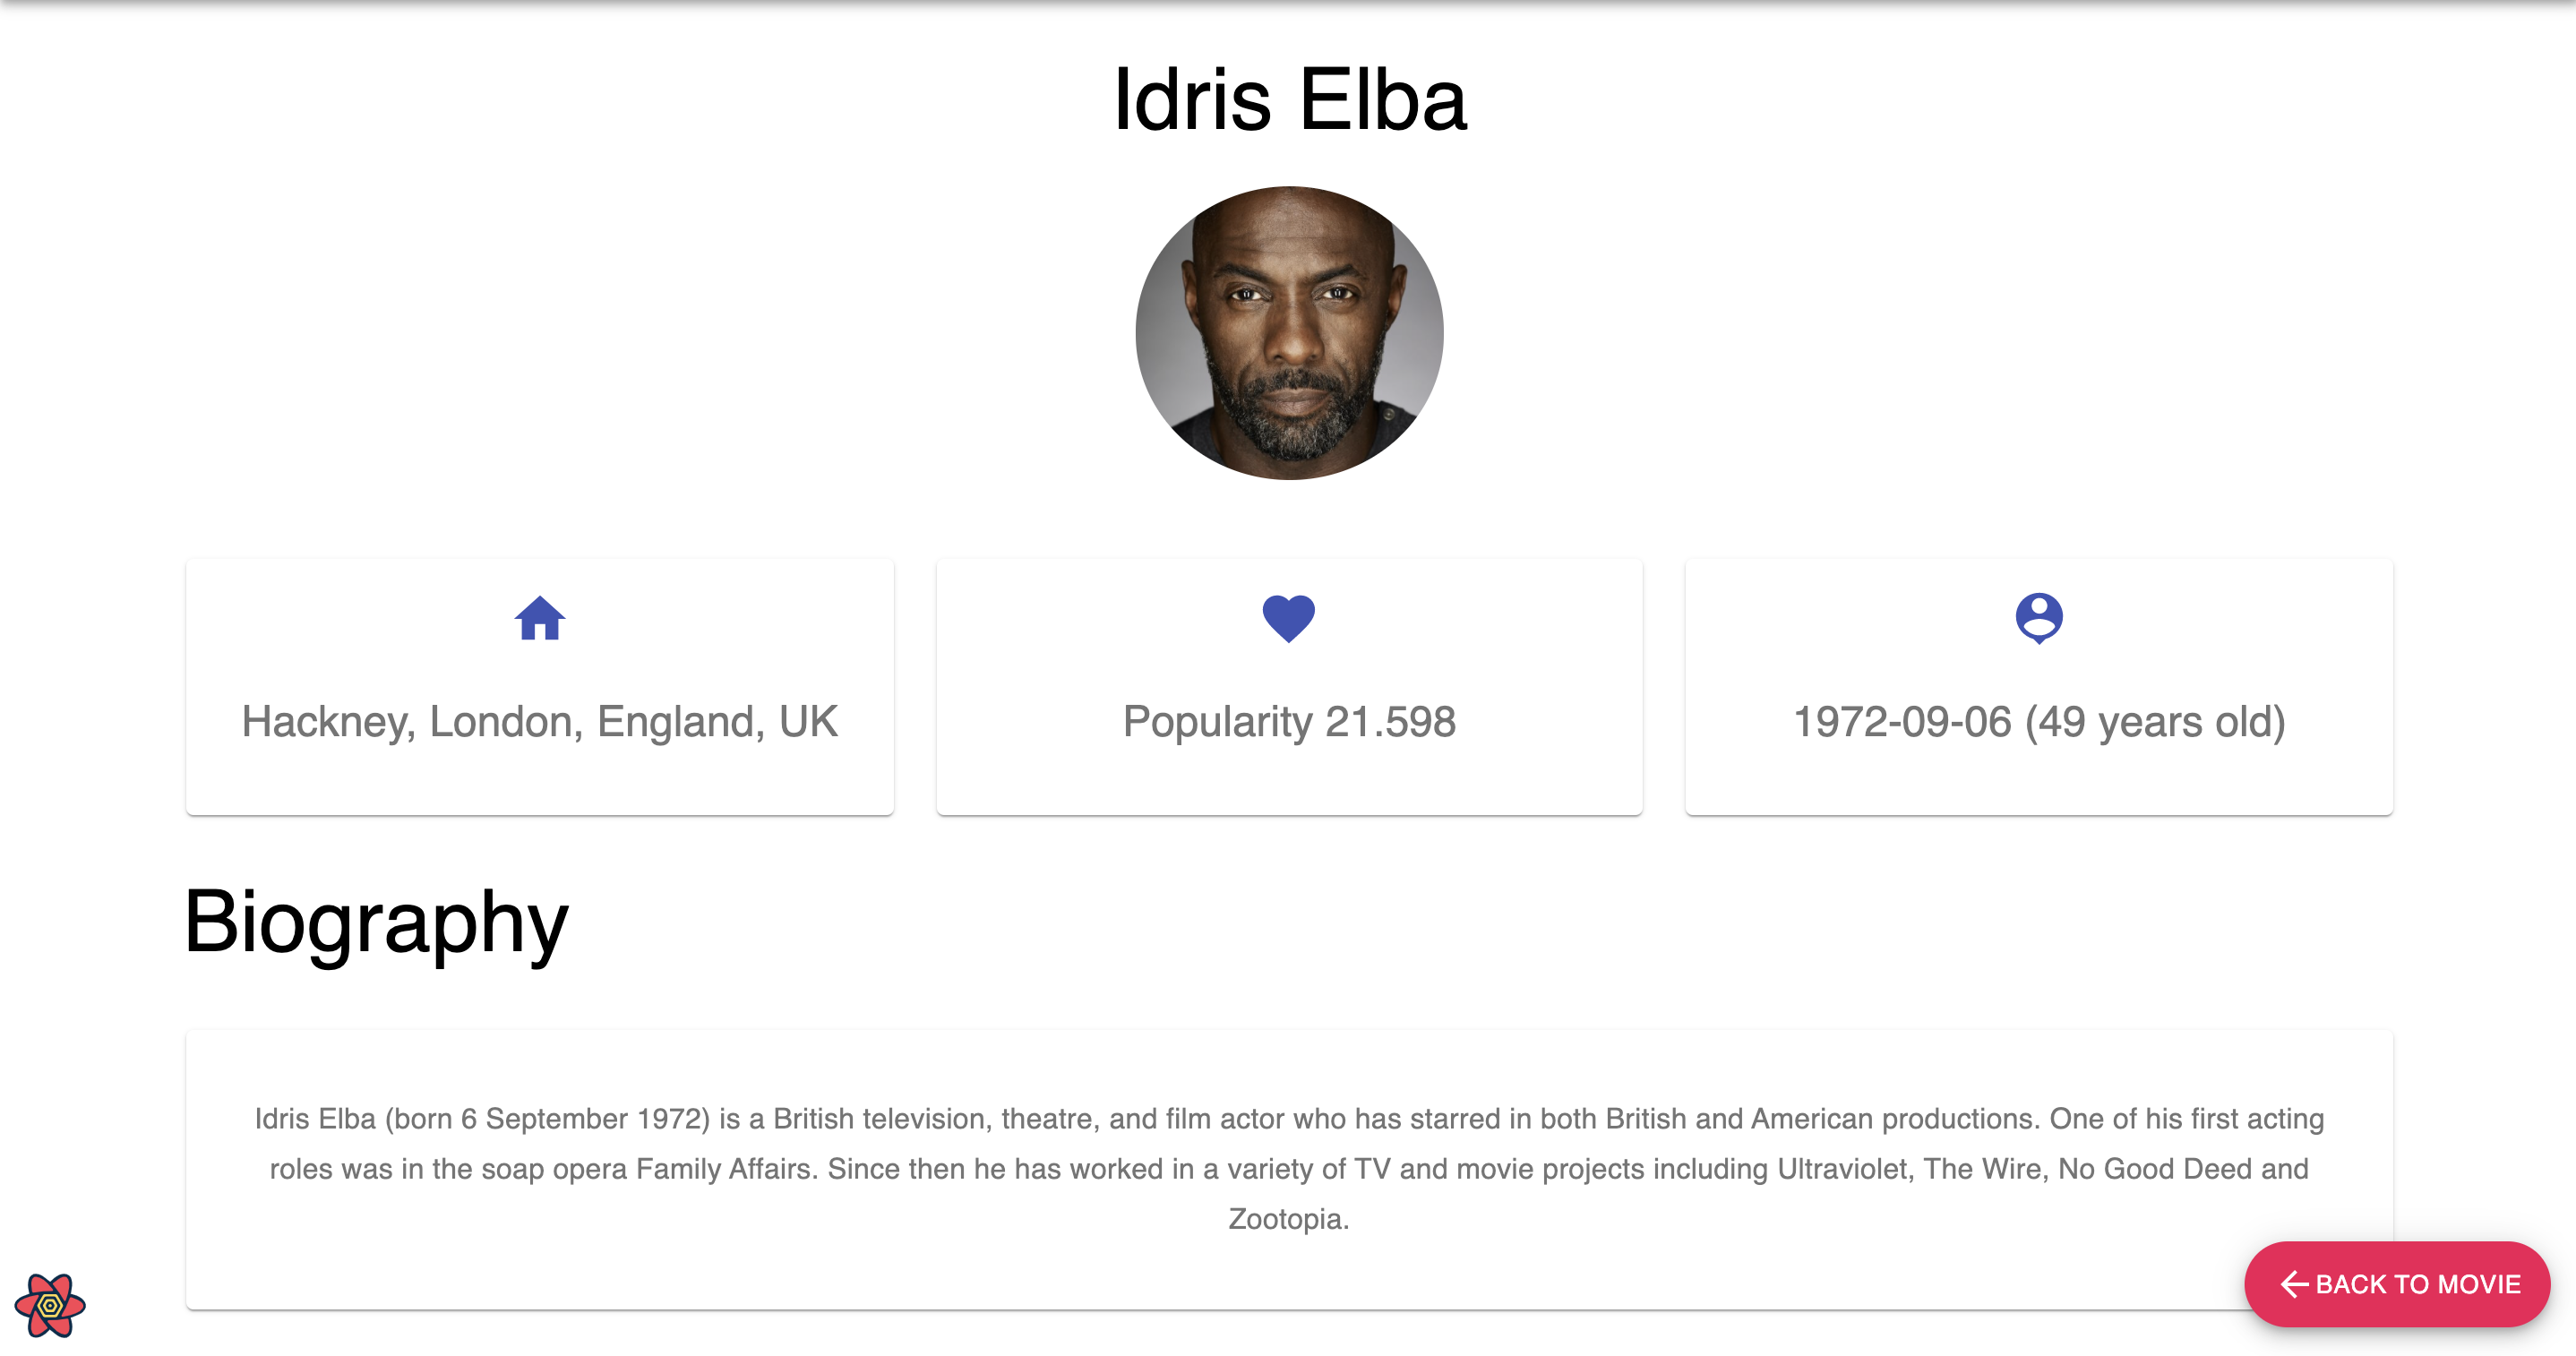 Idris Elba
Hackney, London, England, UK
Popularity 21.598
1972-09-06 (49 years old)
Biography
Idris Elba (born 6 September 1972) is a British television, theatre, and film actor who has starred in both British and American productions. One of his first acting
roles was in the soap opera Family Affairs. Since then he has worked in a variety of TV and movie projects including Ultraviolet, The Wire, No Good Deed and
Zootopia.
BACK TO MOVIE